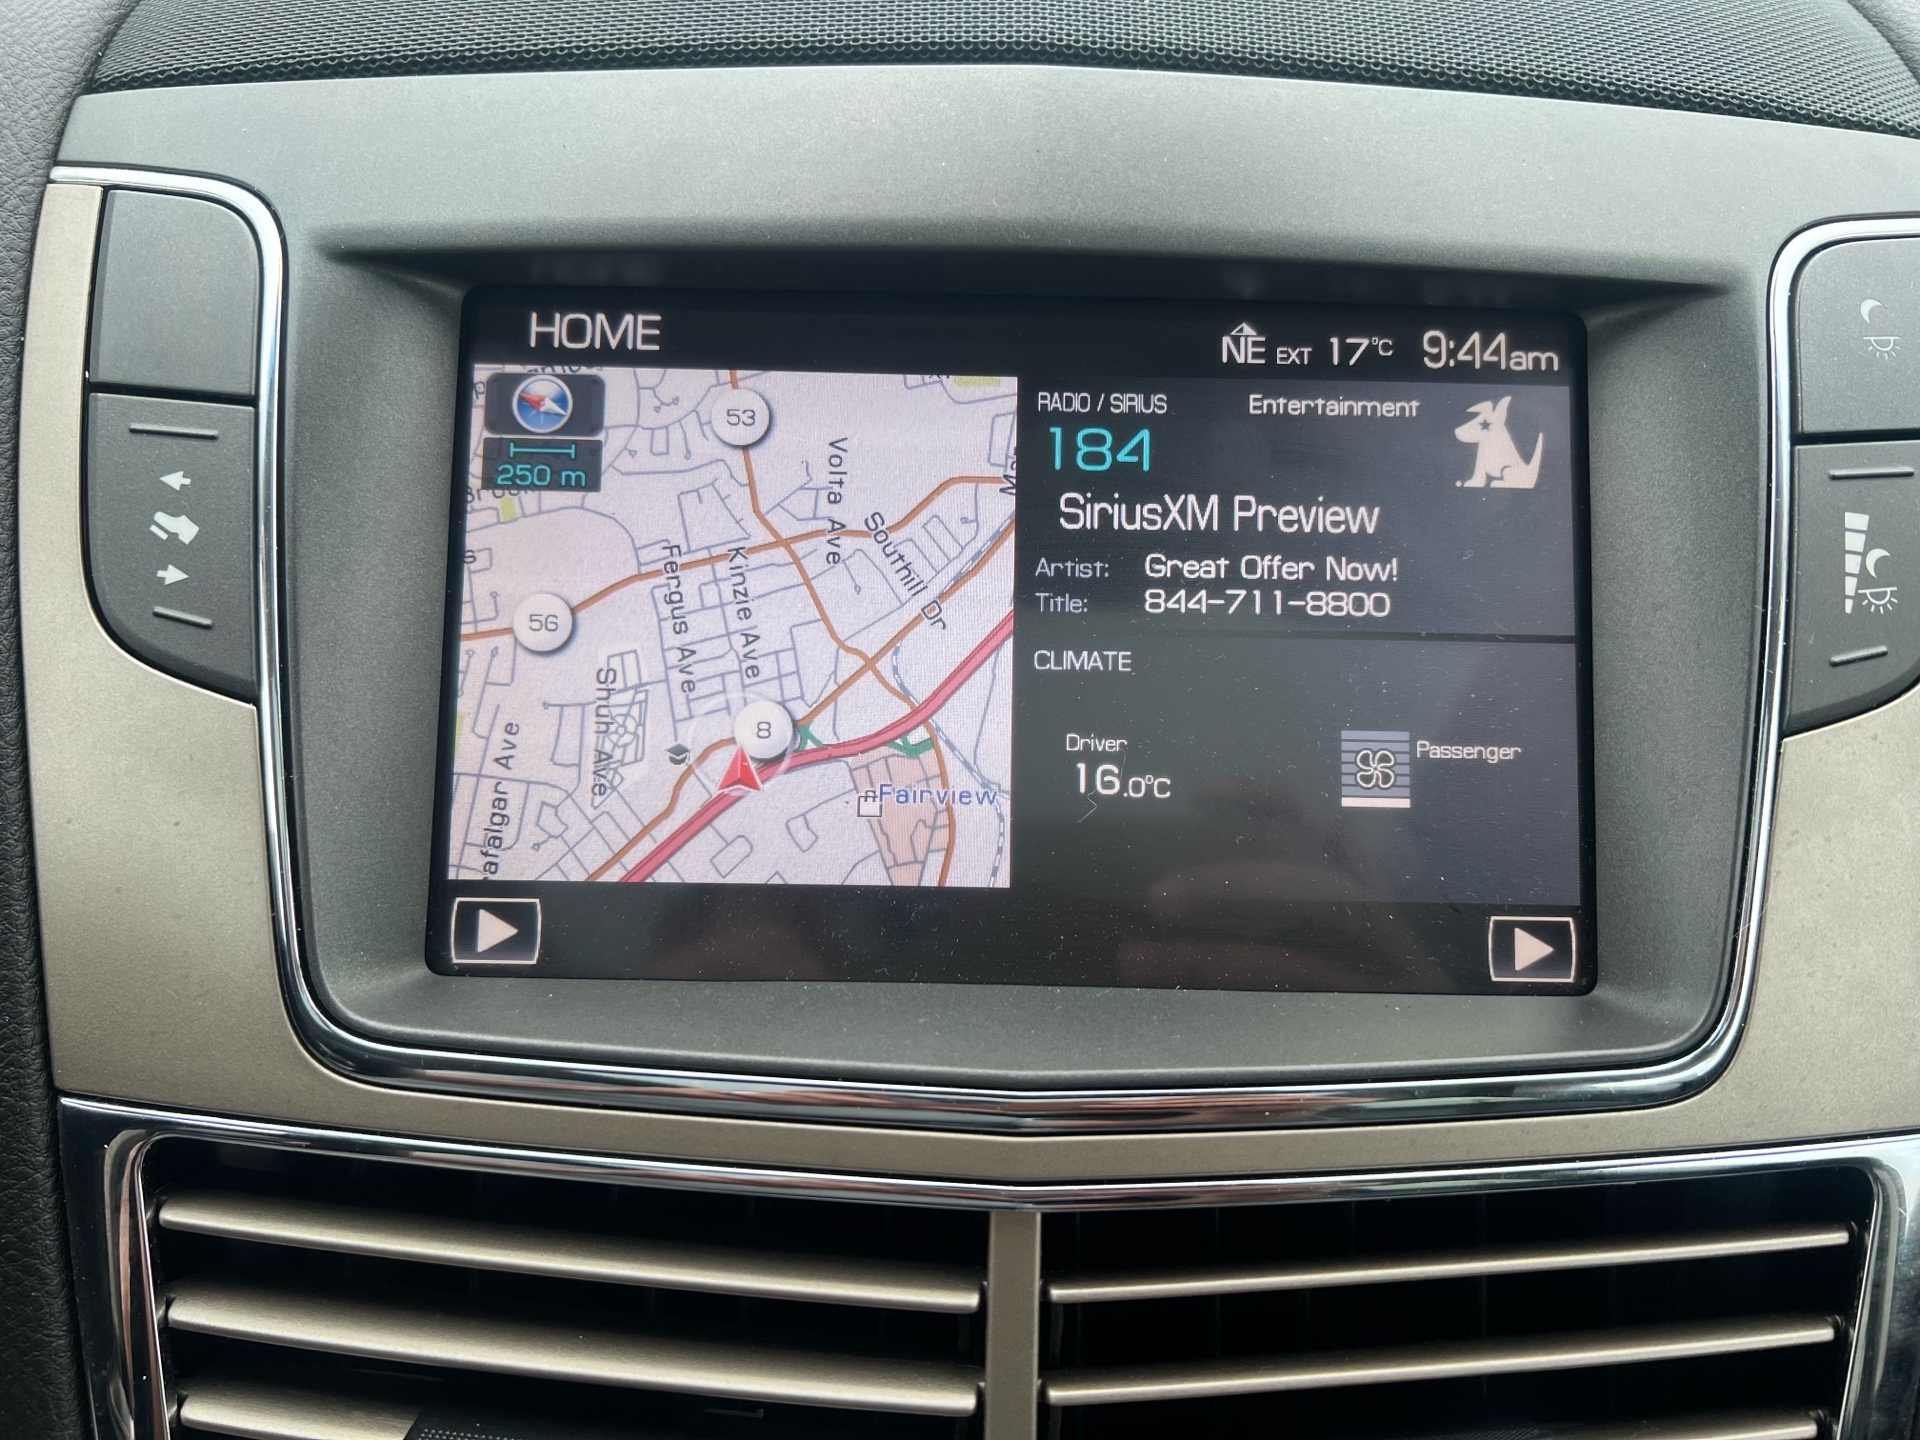 HOME
NE EXT 17°C 9:44am
RADIO / SIRIUS Entertainment
184
SiriusXM Preview
Artist: Great Offer Now!
Title: 844-711-8800
CLIMATE
Driver
16.0°C
Passenger
250 m
53
Volta Ave
Southill Dr
Kinzie Ave
Fergus Ave
56
Shuh Ave
8
Fairview
afalgar Ave